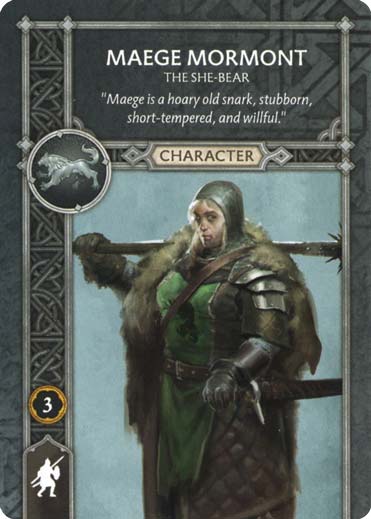 MAEGE MORMONT
THE SHE-BEAR
"Maege is a hoary old snark, stubborn,
short-tempered, and willful."
CHARACTER
3